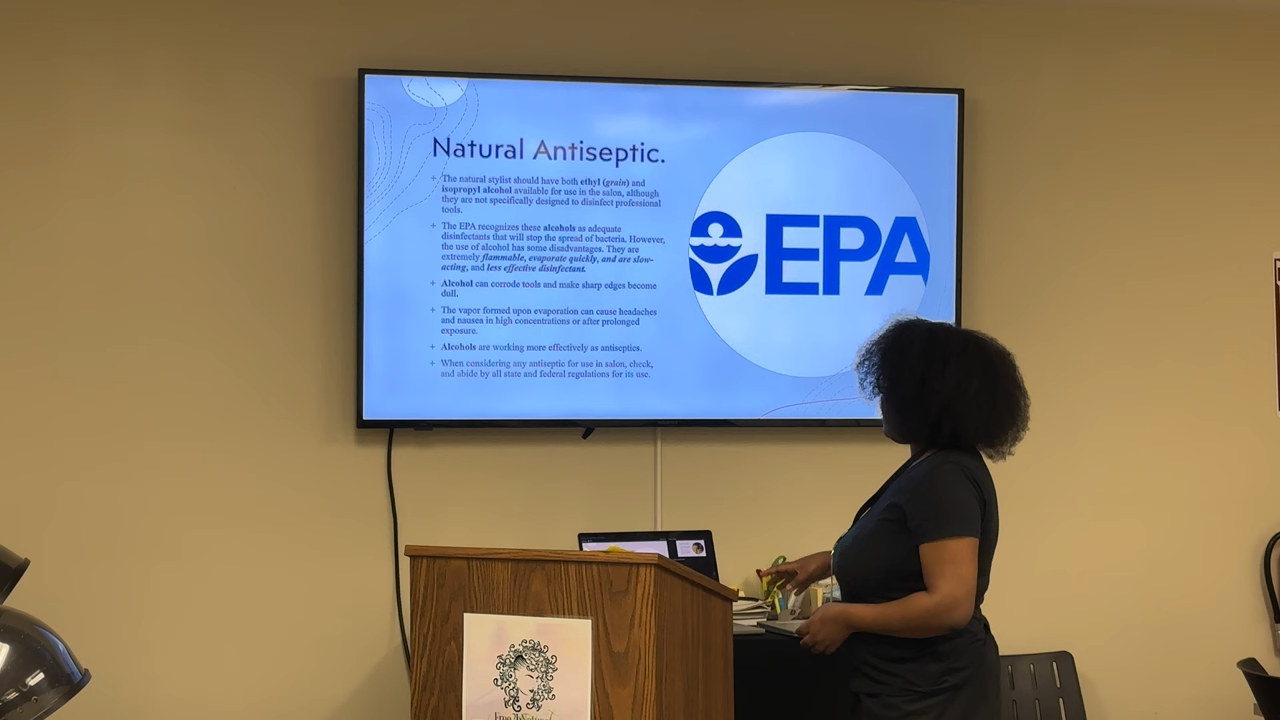 Natural Antiseptic.
+ The natural stylist should have both ethyl (grain) and
isopropyl alcohol available for use in the salon, although
they are not specifically designed to disinfect professional
tools.
+ The EPA recognizes these alcohols as adequate
disinfectants that will stop the spread of bacteria. However,
the use of alcohol has some disadvantages. They are
extremely flammable, evaporate quickly, and are slow-
acting, and less effective disinfectant.
+ Alcohol can corrode tools and make sharp edges become
dull.
+ The vapor formed upon evaporation can cause headaches
and nausea in high concentrations or after prolonged
exposure.
+ Alcohols are working more effectively as antiseptics.
+ When considering any antiseptic for use in salon, check,
and abide by all state and federal regulations for its use.
EPA